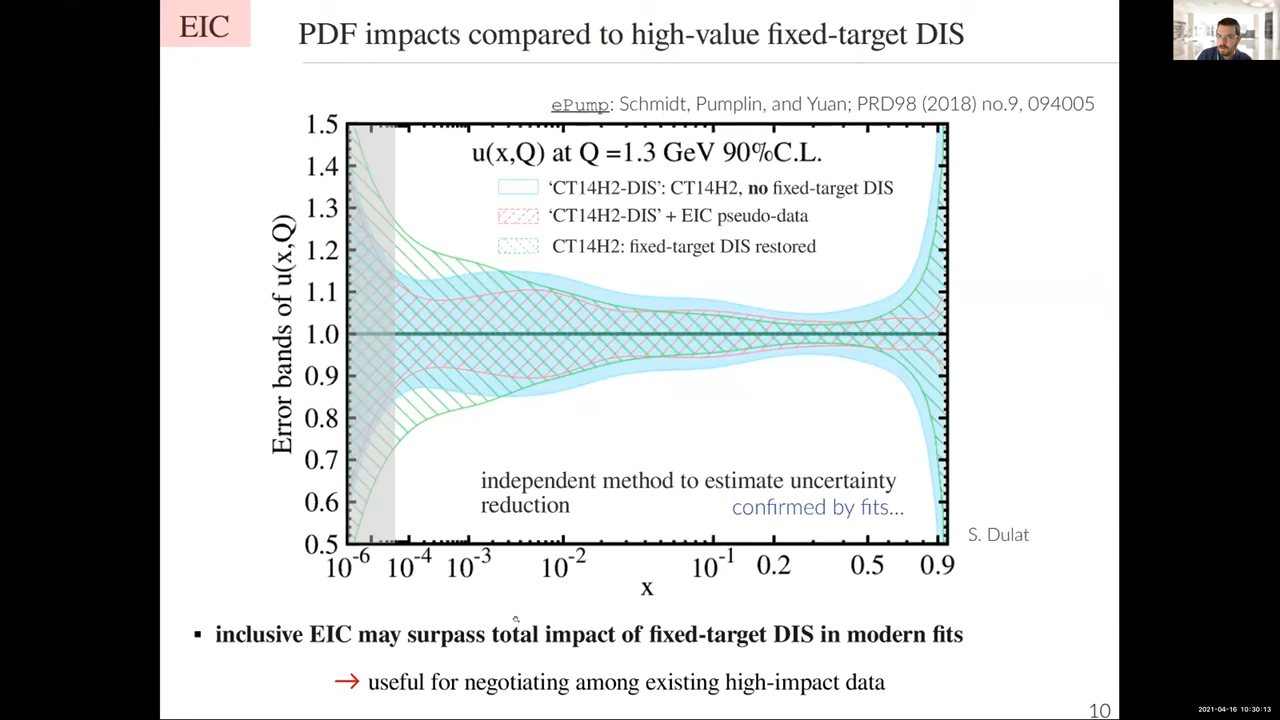 EIC
PDF impacts compared to high-value fixed-target DIS
ePump: Schmidt, Pumplin, and Yuan; PRD98 (2018) no.9, 094005
u(x,Q) at Q =1.3 GeV 90%C.L.
‘CT14H2-DIS’: CT14H2, no fixed-target DIS
‘CT14H2-DIS’ + EIC pseudo-data
CT14H2: fixed-target DIS restored
Error bands of u(x,Q)
1.5
1.4
1.3
1.2
1.1
1.0
0.9
0.8
0.7
0.6
0.5
independent method to estimate uncertainty
reduction
confirmed by fits...
S. Dulat
10⁻⁶ 10⁻⁴ 10⁻³ 10⁻² 10⁻¹ 0.2 0.5 0.9
x
▪ inclusive EIC may surpass total impact of fixed-target DIS in modern fits
→ useful for negotiating among existing high-impact data
10
2021-04-16 10:30:13